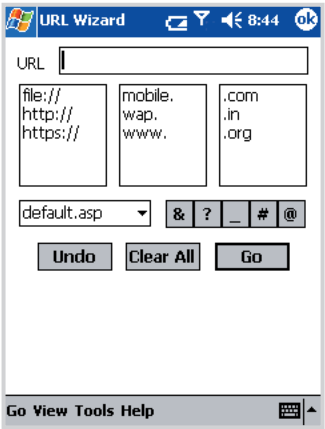 URL Wizard 8:44 ok
URL
file:// mobile. .com
http:// wap. .in
https:// www. .org
default.asp & ? _ # @
Undo Clear All Go
Go View Tools Help